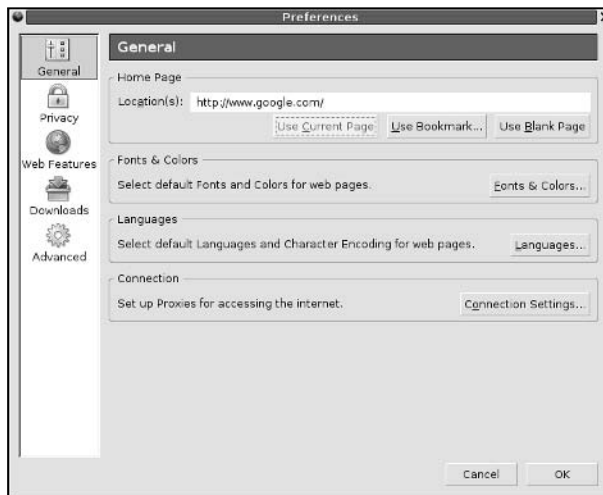 Preferences
General
Privacy
Web Features
Downloads
Advanced
General
Home Page
Location(s): http://www.google.com/
Use Current Page Use Bookmark... Use Blank Page
Fonts & Colors
Select default Fonts and Colors for web pages. Fonts & Colors...
Languages
Select default Languages and Character Encoding for web pages. Languages...
Connection
Set up Proxies for accessing the internet. Connection Settings...
Cancel OK